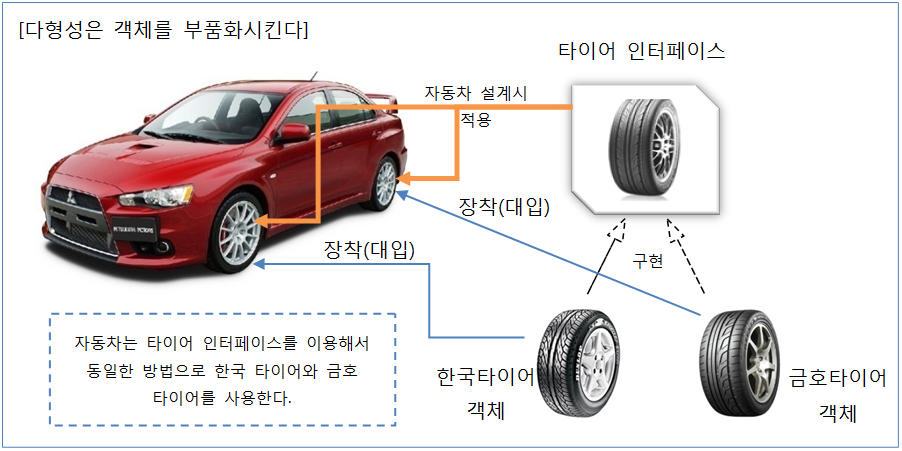 [다형성은 객체를 부품화시킨다]
타이어 인터페이스
자동차 설계시
적용
장착(대입)
장착(대입)
구현
자동차는 타이어 인터페이스를 이용해서
동일한 방법으로 한국 타이어와 금호
타이어를 사용한다.
한국타이어
객체
금호타이어
객체